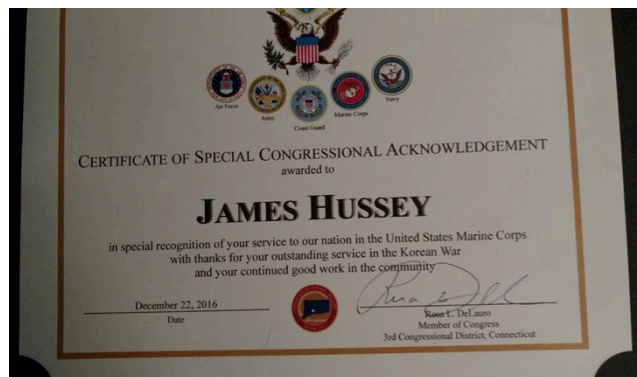 Air Force
Army
Coast Guard
Marine Corps
Navy
CERTIFICATE OF SPECIAL CONGRESSIONAL ACKNOWLEDGEMENT
awarded to
JAMES HUSSEY
in special recognition of your service to our nation in the United States Marine Corps
with thanks for your outstanding service in the Korean War
and your continued good work in the community
December 22, 2016
Date
Rosa L. DeLauro
Member of Congress
3rd Congressional District, Connecticut